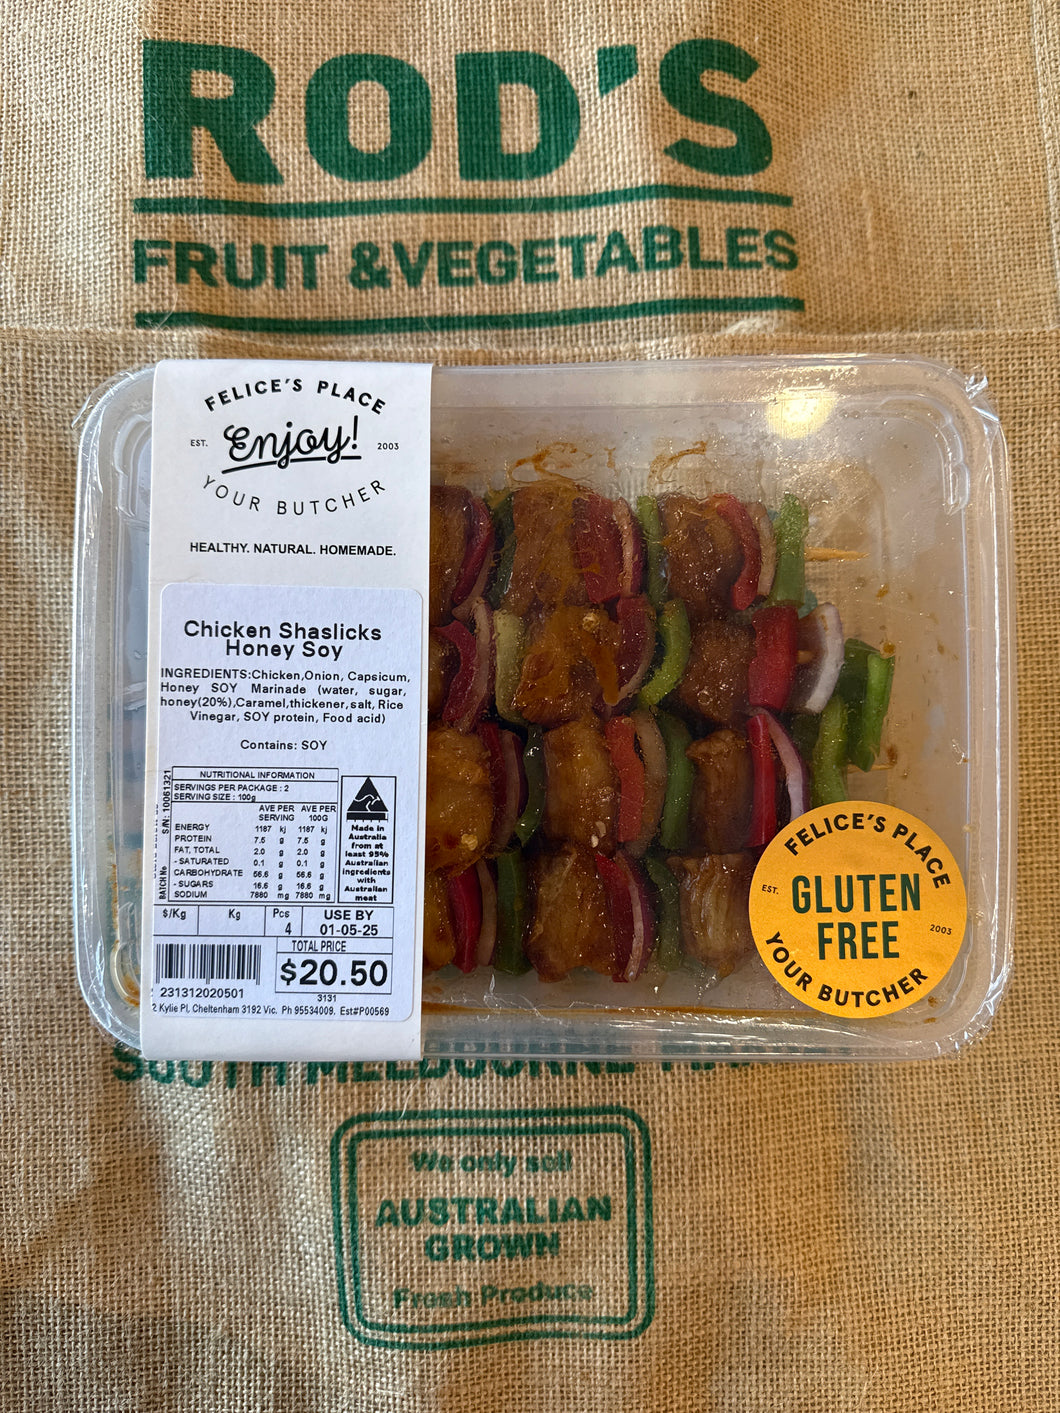 ROD'S
FRUIT & VEGETABLES
FELICE'S PLACE
EST. Enjoy! 2003
YOUR BUTCHER
HEALTHY. NATURAL. HOMEMADE.
Chicken Shaslicks
Honey Soy
INGREDIENTS:Chicken,Onion, Capsicum,
Honey SOY Marinade (water, sugar,
honey(20%),Caramel,thickener, salt, Rice
Vinegar, SOY protein, Food acid)
Contains: SOY
S/N: 10061321
BATCH No
NUTRITIONAL INFORMATION
SERVINGS PER PACKAGE : 2
SERVING SIZE : 100g
AVE PER SERVING AVE PER 100G
ENERGY 1187 kj 1187 kj
PROTEIN 7.5 g 7.5 g
FAT, TOTAL 2.0 g 2.0 g
- SATURATED 0.1 g 0.1 g
CARBOHYDRATE 56.6 g 56.6 g
- SUGARS 16.6 g 16.6 g
SODIUM 7880 mg 7880 mg
Made in
Australia
from at
least 95%
Australian
ingredients
with
Australian
meat
$/Kg Kg Pcs USE BY
4 01-05-25
TOTAL PRICE
$20.50
231312020501
3131
2 Kylie Pl, Cheltenham 3192 Vic. Ph 95534009. Est#P00569
FELICE'S PLACE
EST. GLUTEN FREE 2003
YOUR BUTCHER
SOUTH MELBOURNE
We only sell
AUSTRALIAN
GROWN
Fresh Produce